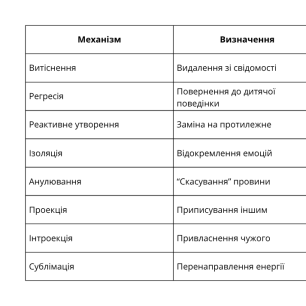 Механізм Визначення
Витіснення Видалення зі свідомості
Регресія Повернення до дитячої
поведінки
Реактивне утворення Заміна на протилежне
Ізоляція Відокремлення емоцій
Анулювання "Скасування" провини
Проекція Приписування іншим
Інтроекція Привласнення чужого
Сублімація Перенаправлення енергії